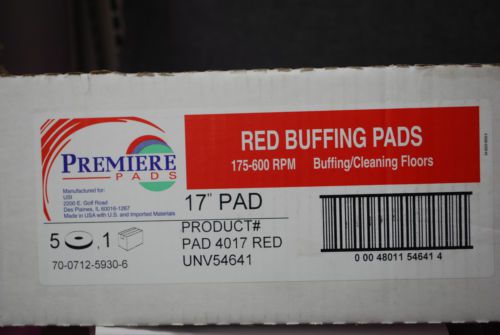 PREMIERE
PADS
Manufactured for:
USI
2200 E. Golf Road
Des Plaines, IL 60016-1267
Made in USA with U.S. and Imported Materials
5 , 1
70-0712-5930-6
RED BUFFING PADS
175-600 RPM Buffing/Cleaning Floors
17" PAD
PRODUCT#
PAD 4017 RED
UNV54641
0 00 48011 54641 4